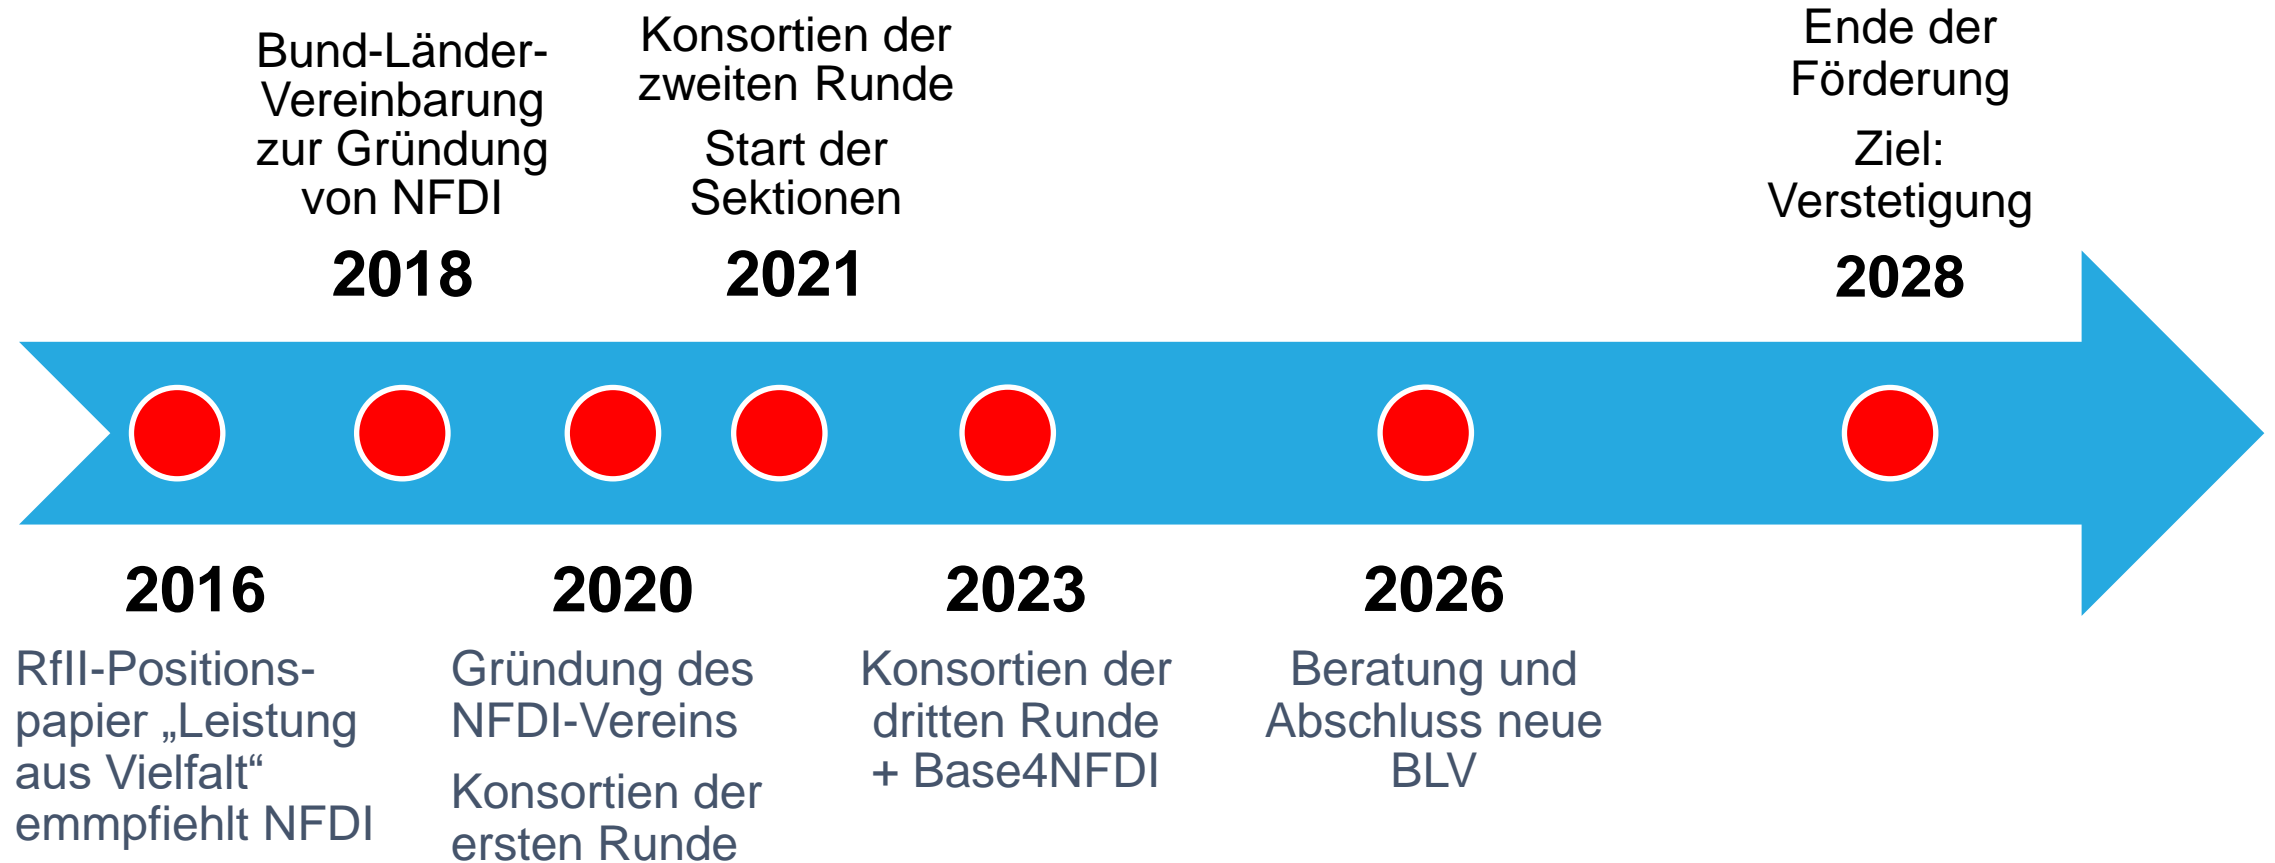 Bund-Länder-
Vereinbarung
zur Gründung
von NFDI
2018
Konsortien der
zweiten Runde
Start der
Sektionen
2021
Ende der
Förderung
Ziel:
Verstetigung
2028
2016
RfII-Positions-
papier „Leistung
aus Vielfalt“
emmpfiehlt NFDI
2020
Gründung des
NFDI-Vereins
Konsortien der
ersten Runde
2023
Konsortien der
dritten Runde
+ Base4NFDI
2026
Beratung und
Abschluss neue
BLV